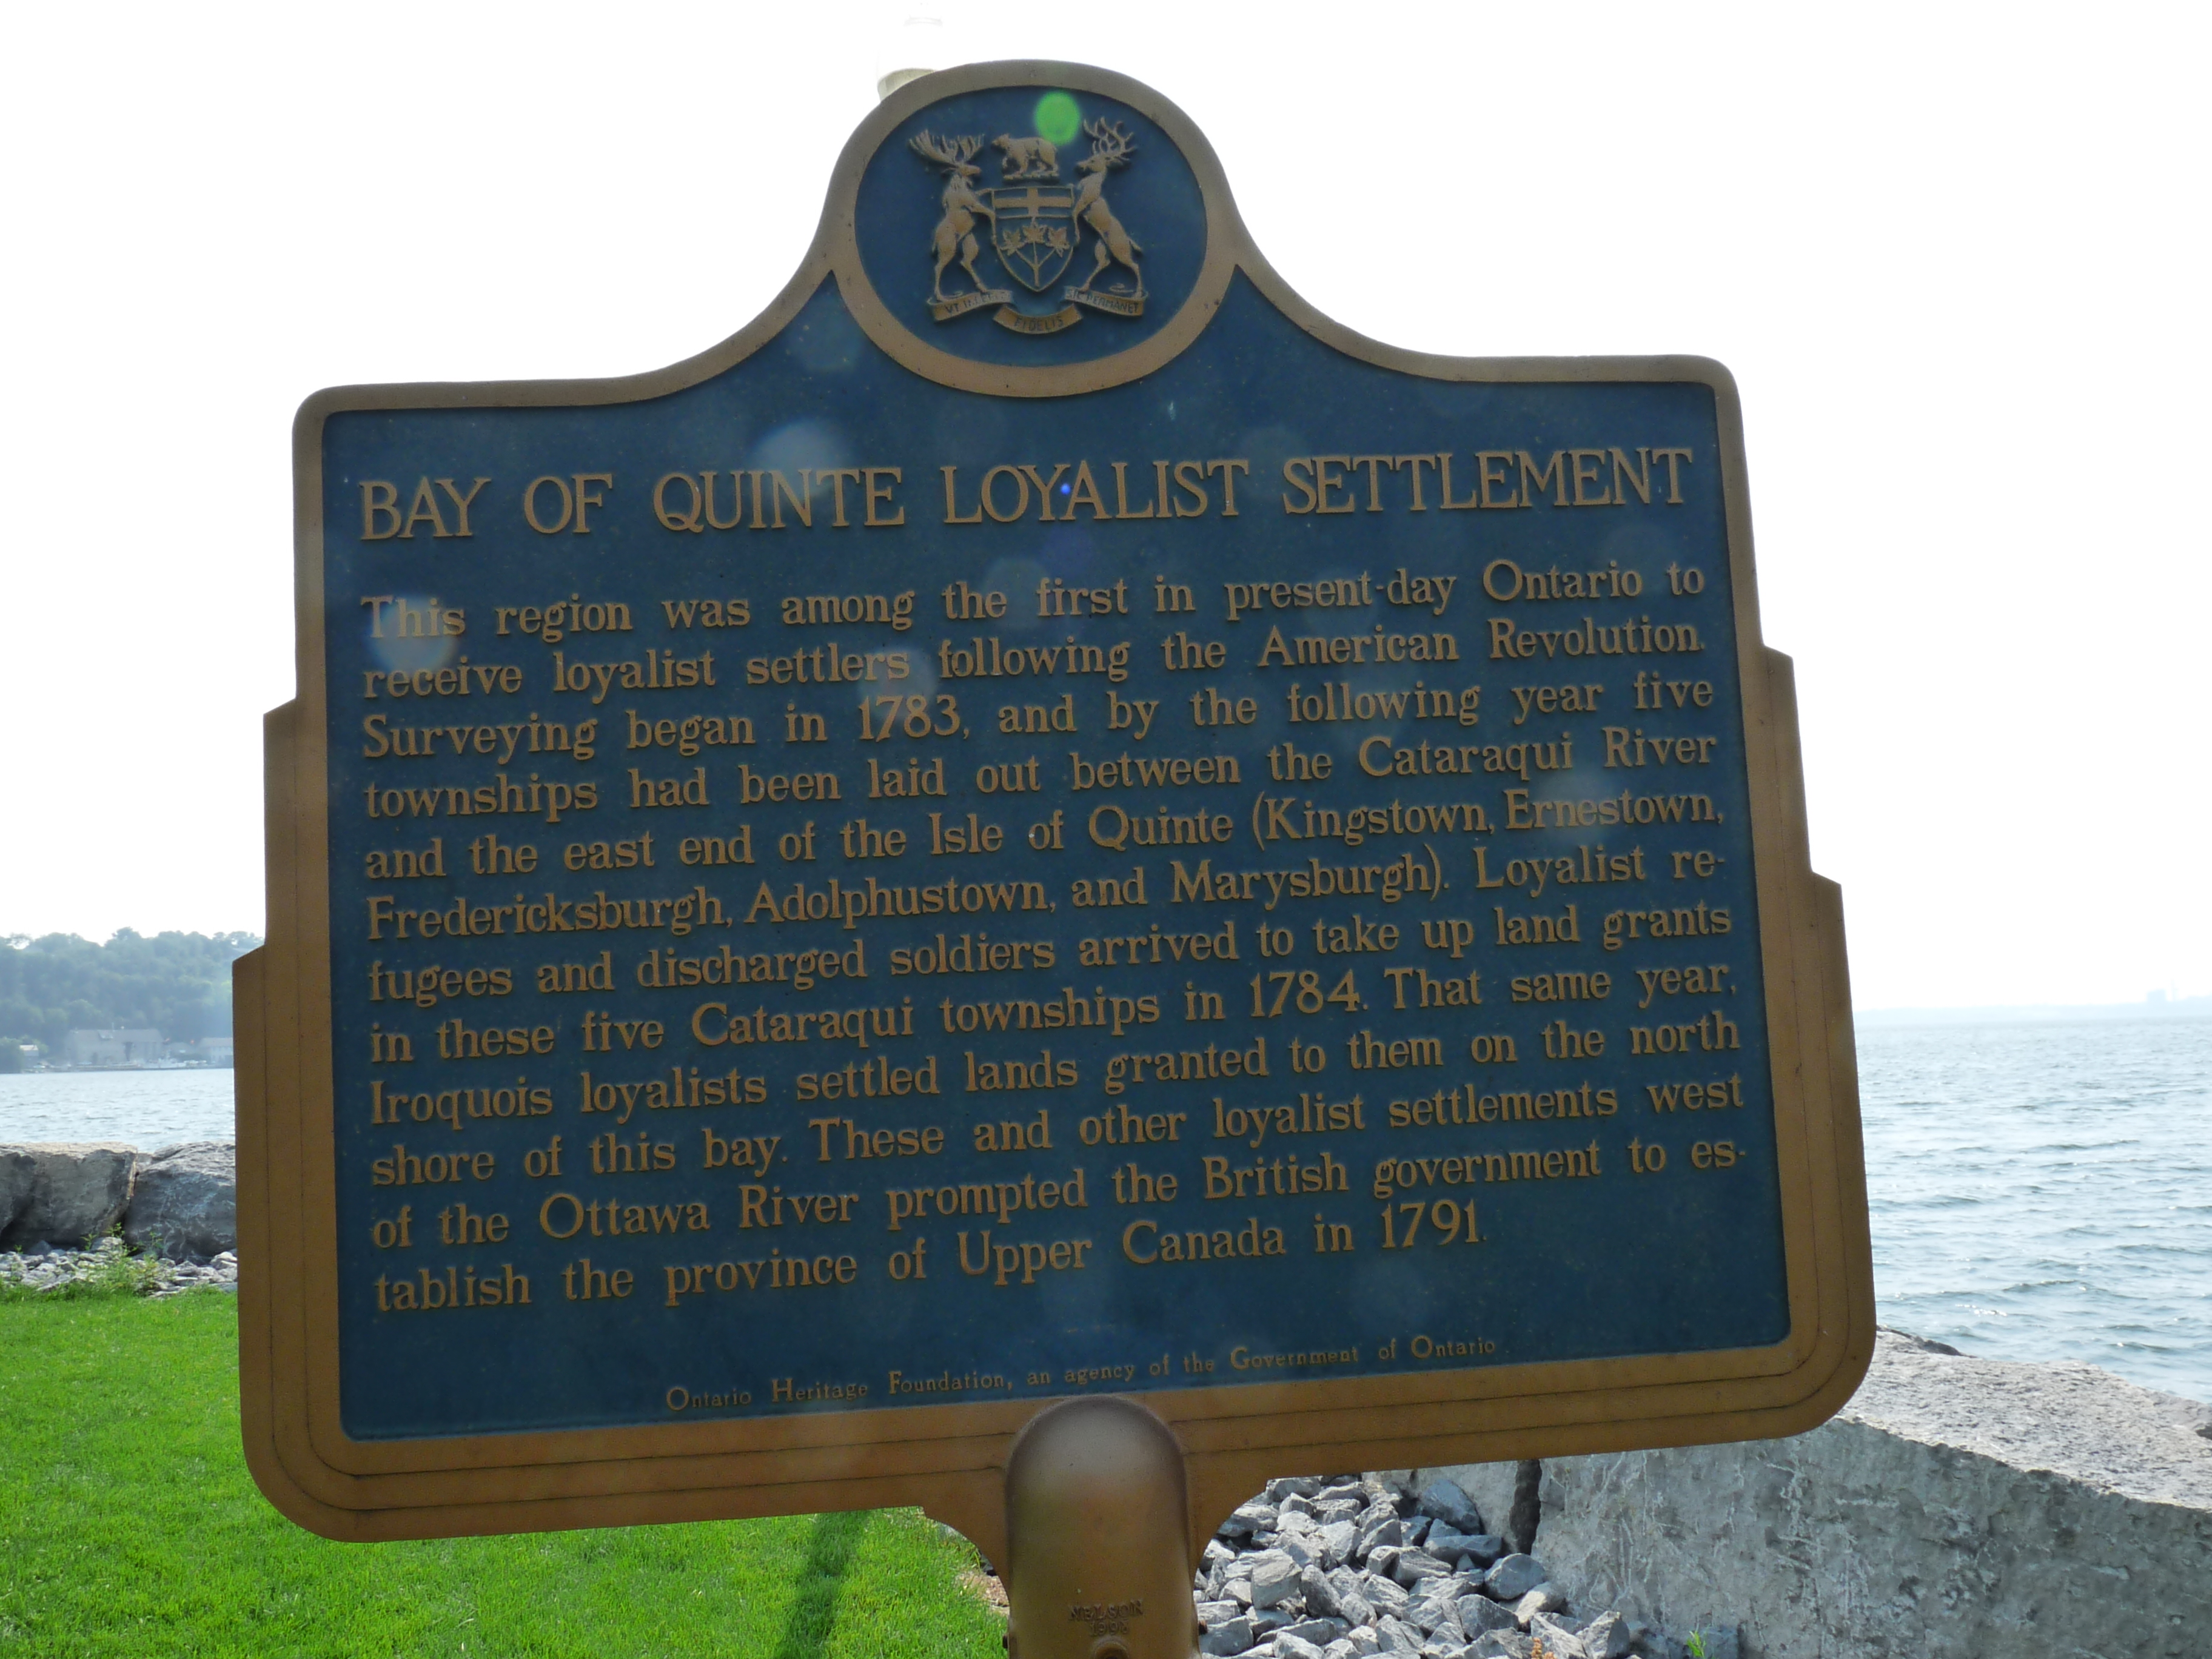 FIDELIS
SIC PERMANET
BAY OF QUINTE LOYALIST SETTLEMENT
This region was among the first in present-day Ontario to
receive loyalist settlers following the American Revolution.
Surveying began in 1783, and by the following year five
townships had been laid out between the Cataraqui River
and the east end of the Isle of Quinte (Kingstown, Ernestown,
Fredericksburgh, Adolphustown, and Marysburgh). Loyalist re-
fugees and discharged soldiers arrived to take up land grants
in these five Cataraqui townships in 1784. That same year,
Iroquois loyalists settled lands granted to them on the north
shore of this bay. These and other loyalist settlements west
of the Ottawa River prompted the British government to es-
tablish the province of Upper Canada in 1791.
Ontario Heritage Foundation, an agency of the Government of Ontario
NELSON